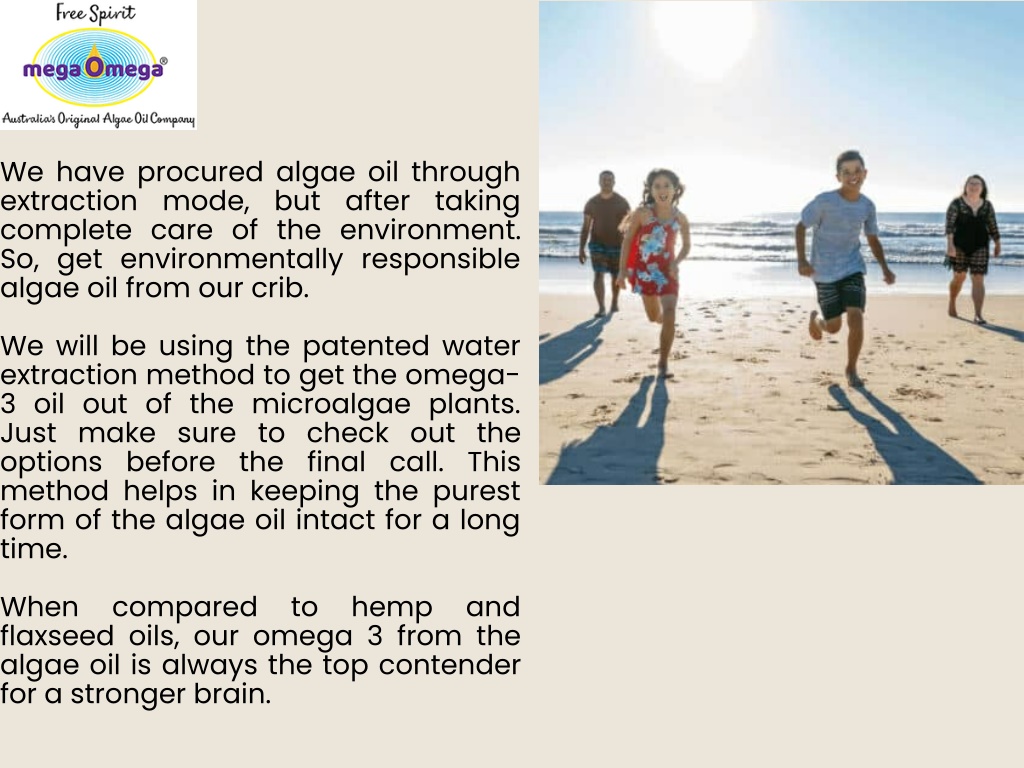 Free Spirit
megaOmega®
Australia's Original Algae Oil Company
We have procured algae oil through
extraction mode, but after taking
complete care of the environment.
So, get environmentally responsible
algae oil from our crib.
We will be using the patented water
extraction method to get the omega-
3 oil out of the microalgae plants.
Just make sure to check out the
options before the final call. This
method helps in keeping the purest
form of the algae oil intact for a long
time.
When compared to hemp and
flaxseed oils, our omega 3 from the
algae oil is always the top contender
for a stronger brain.